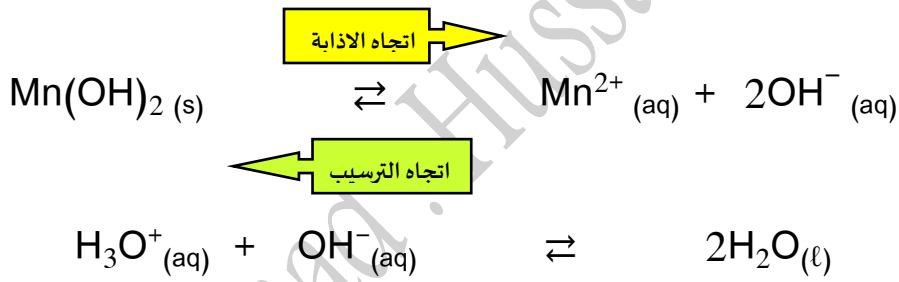 اتجاه الاذابة
Mn(OH)₂ (s) ⇄ Mn²⁺ (aq) + 2OH⁻ (aq)
اتجاه الترسيب
H₃O⁺(aq) + OH⁻(aq) ⇄ 2H₂O(ℓ)